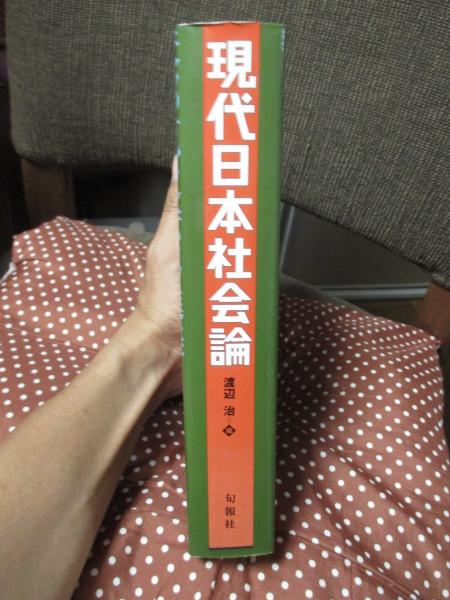 現代日本社会論
渡辺 治=編
旬報社